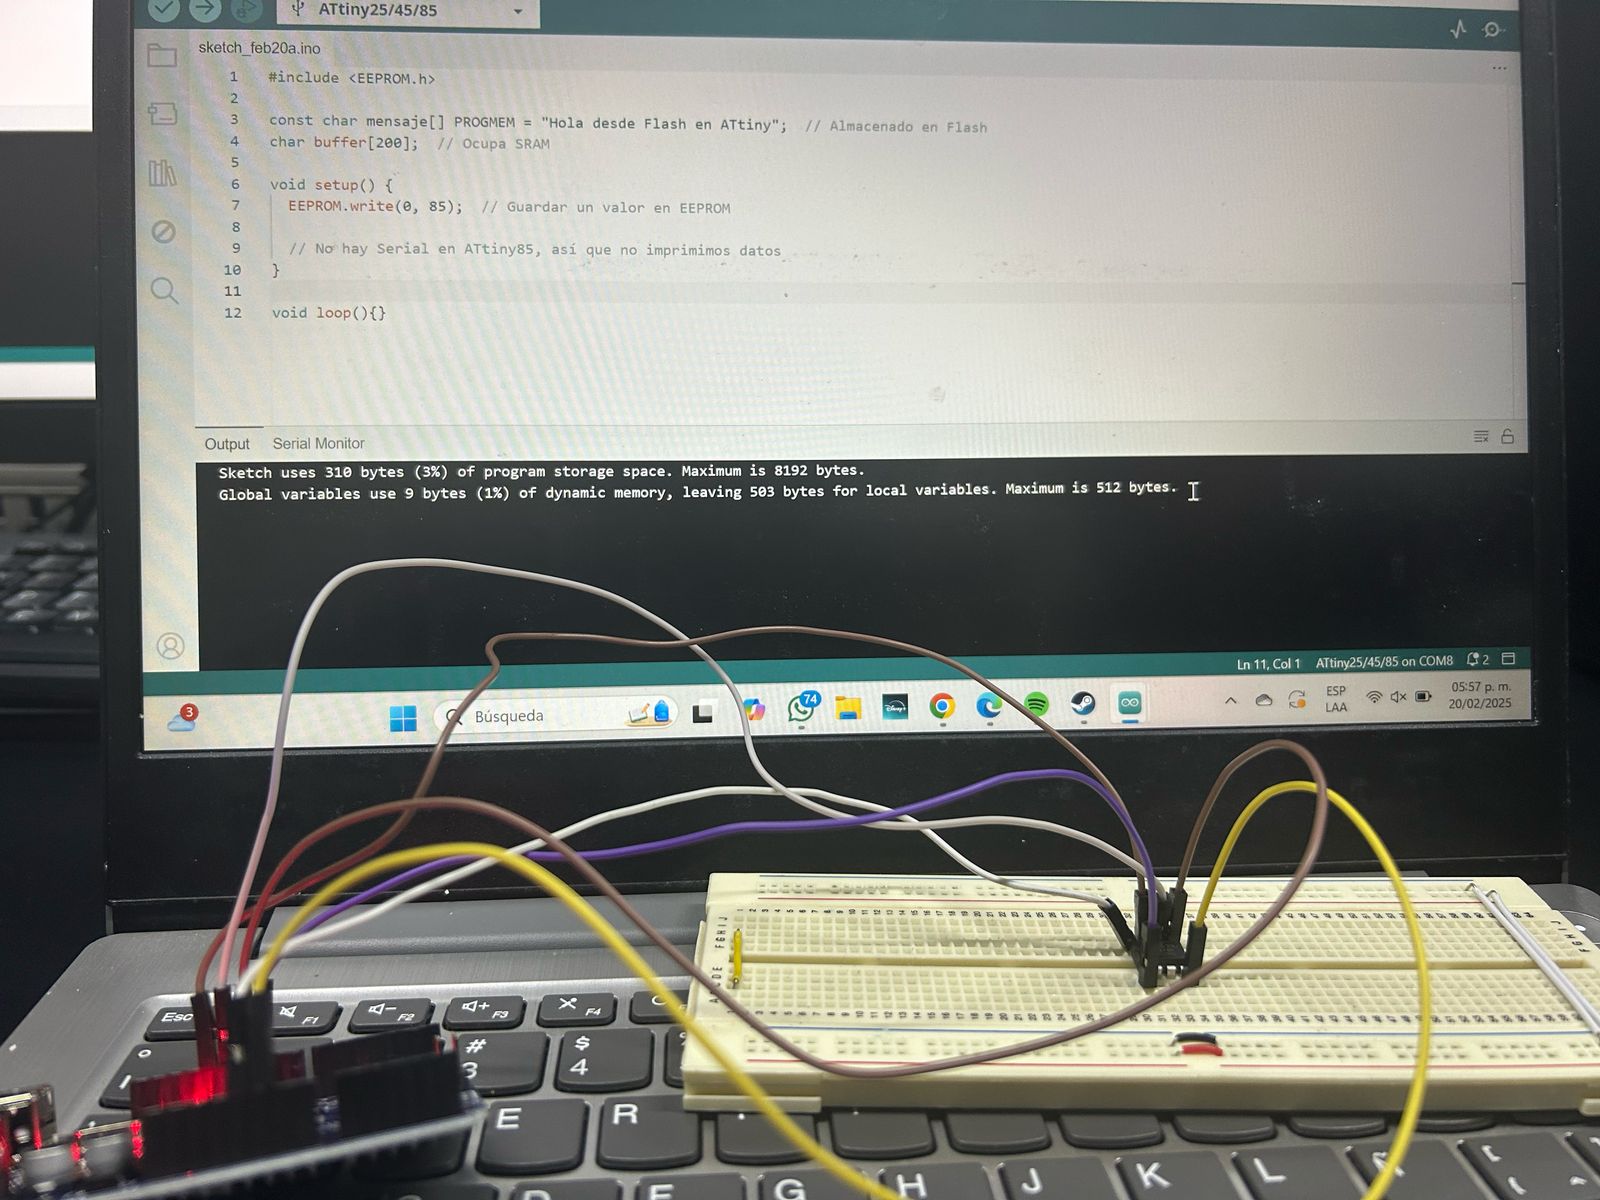 ATtiny25/45/85
sketch_feb20a.ino
...
1 #include <EEPROM.h>
2
3 const char mensaje[] PROGMEM = "Hola desde Flash en ATtiny";  // Almacenado en Flash
4 char buffer[200];  // Ocupa SRAM
5
6 void setup() {
7 EEPROM.write(0, 85);  // Guardar un valor en EEPROM
8
9 // No hay Serial en ATtiny85, así que no imprimimos datos
10 }
11
12 void loop(){}
Output Serial Monitor
Sketch uses 310 bytes (3%) of program storage space. Maximum is 8192 bytes.
Global variables use 9 bytes (1%) of dynamic memory, leaving 503 bytes for local variables. Maximum is 512 bytes.
Ln 11, Col 1 ATtiny25/45/85 on COM8 2
3 Búsqueda 74 Disney+ ESP LAA 05:57 p. m.
20/02/2025
Esc F1 F2 F3 F4
# 3 $ 4
E R
D F G H J K L Ñ